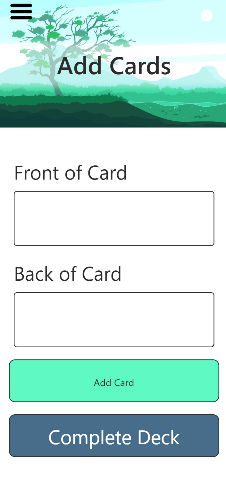 Add Cards
Front of Card
Back of Card
Add Card
Complete Deck